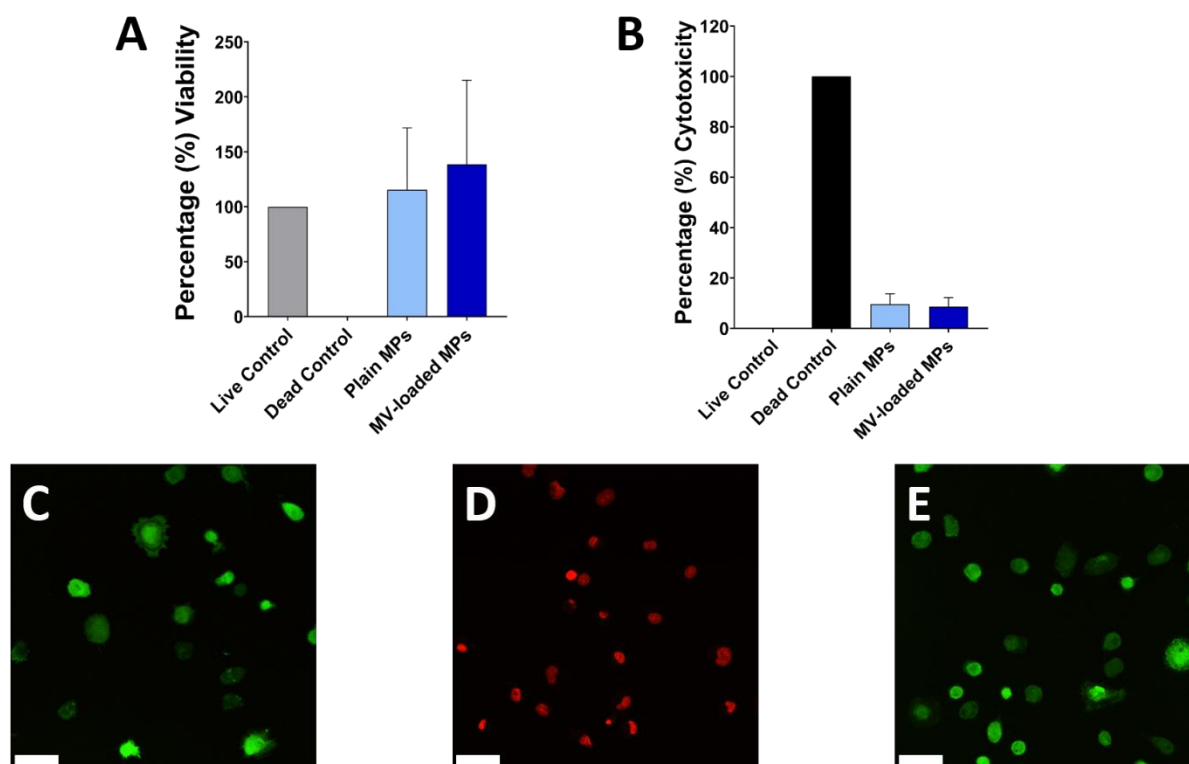 A
Percentage (%) Viability
250
200
150
100
50
0
Live Control
Dead Control
Plain MPs
MV-loaded MPs
B
Percentage (%) Cytotoxicity
120
100
80
60
40
20
0
Live Control
Dead Control
Plain MPs
MV-loaded MPs
C
D
E